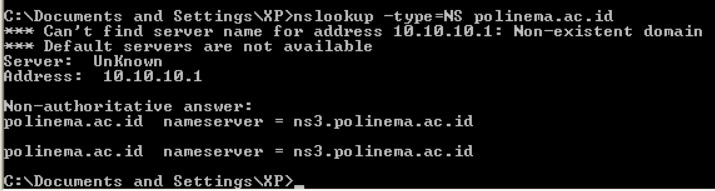 C:\Documents and Settings\XP>nslookup -type=NS polinema.ac.id
*** Can't find server name for address 10.10.10.1: Non-existent domain
*** Default servers are not available
Server:  UnKnown
Address:  10.10.10.1

Non-authoritative answer:
polinema.ac.id  nameserver = ns3.polinema.ac.id

polinema.ac.id  nameserver = ns3.polinema.ac.id

C:\Documents and Settings\XP>_